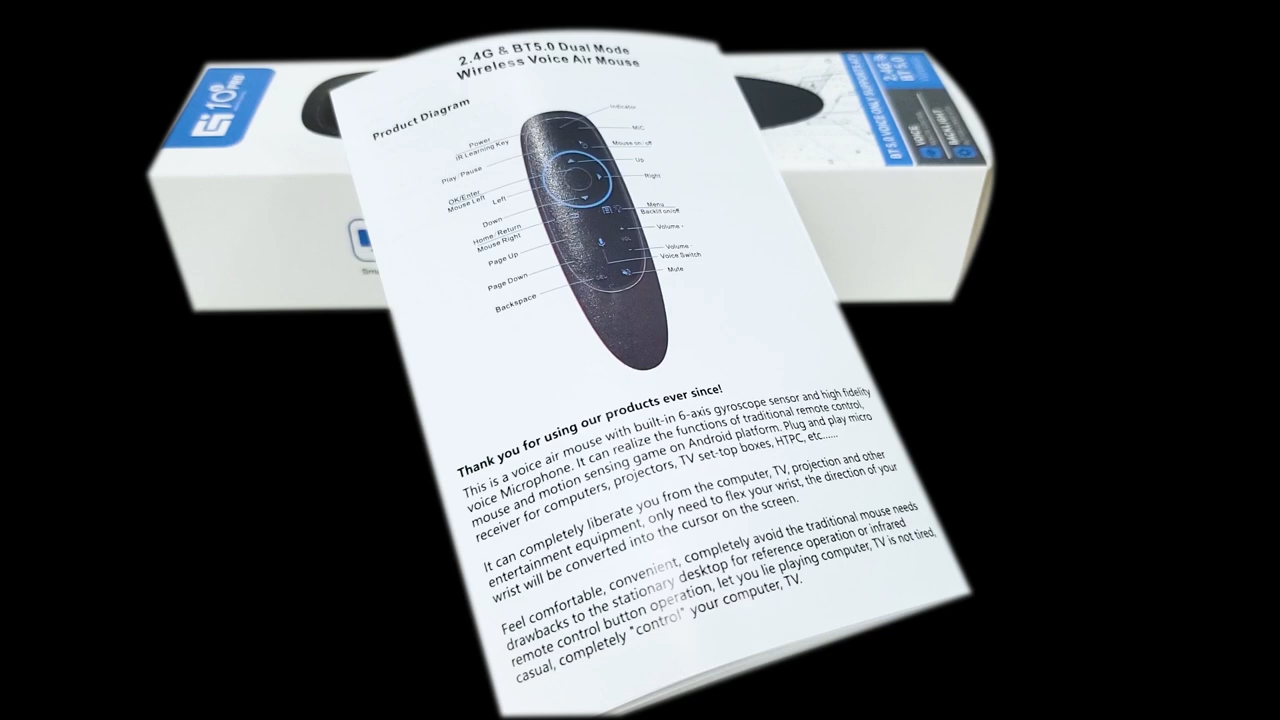 2.4G & BT5.0 Dual Mode
Wireless Voice Air Mouse
Product Diagram
Indicator
MIC
Mouse on/off
Up
Right
Menu
Backlit on/off
Volume+
Volume-
Voice Switch
Mute
Power
IR Learning Key
Play/Pause
OK/Enter
Mouse Left
Left
Down
Home/Return
Mouse Right
Page Up
Page Down
Backspace
VOL
DEL
Thank you for using our products ever since!
This is a voice air mouse with built-in 6-axis gyroscope sensor and high fidelity
voice Microphone. It can realize the functions of traditional remote control,
mouse and motion sensing game on Android platform. Plug and play micro
receiver for computers, projectors, TV set-top boxes, HTPC, etc......
It can completely liberate you from the computer, TV, projection and other
entertainment equipment, only need to flex your wrist, the direction of your
wrist will be converted into the cursor on the screen.
Feel comfortable, convenient, completely avoid the traditional mouse needs
drawbacks to the stationary desktop for reference operation or infrared
remote control button operation, let you lie playing computer, TV is not tired,
casual, completely "control" your computer, TV.
G10S PRO
BT 5.0 VOICE ONLY SUPPORT
2.4G
BT 5.0
VOICE
BACKLIGHT